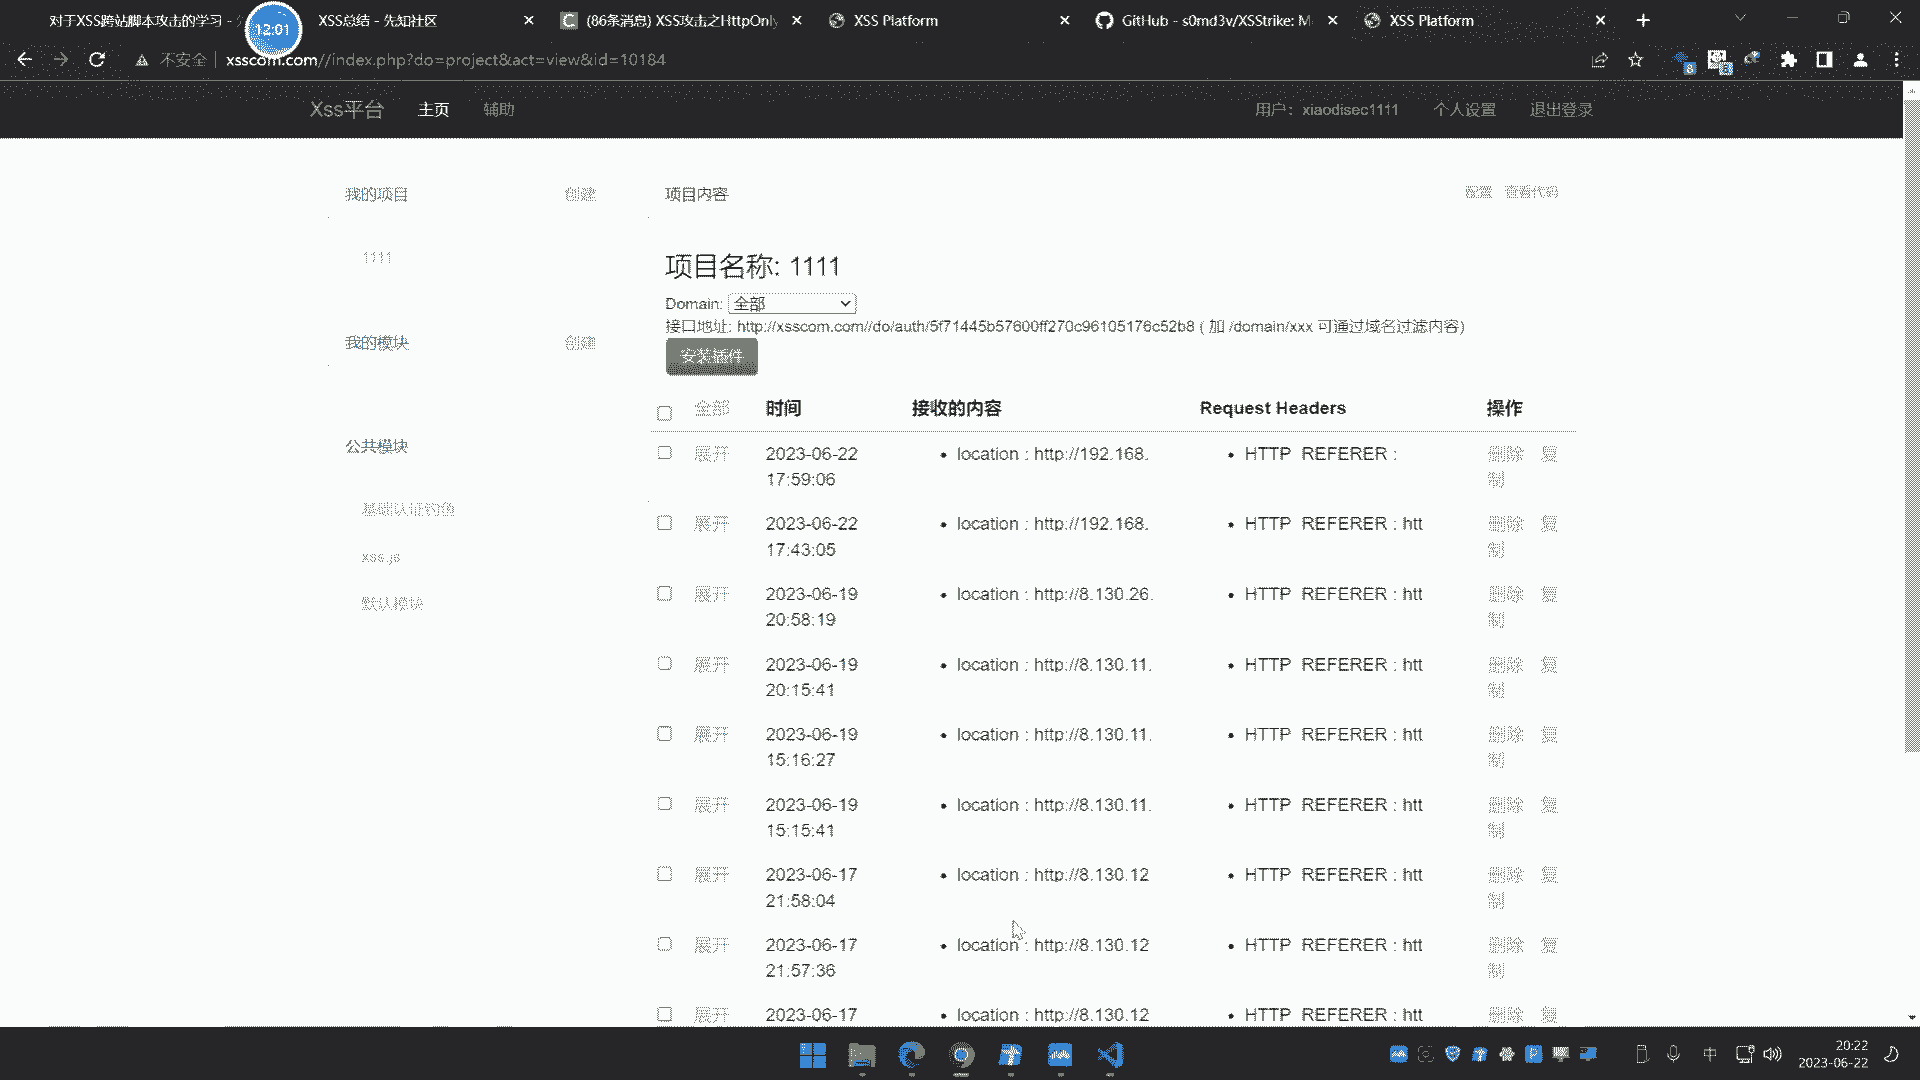 对于XSS跨站脚本攻击的学习 -
12:01
XSS总结 - 先知社区
(86条消息) XSS攻击之HttpOnly
XSS Platform
GitHub - s0md3v/XSStrike: M
XSS Platform
不安全
xsscom.com//index.php?do=project&act=view&id=10184
Xss平台 主页 辅助
用户: xiaodisec1111 个人设置 退出登录
我的项目 创建
1111
我的模块 创建
公共模块
基础认证钓鱼
xss.js
默认模块
项目内容 配置 查看代码
项目名称: 1111
Domain: 全部
接口地址: http://xsscom.com//do/auth/5f71445b57600ff270c96105176c52b8 ( 加 /domain/xxx 可通过域名过滤内容)
安装插件
全部 时间 接收的内容 Request Headers 操作
展开 2023-06-22 • location : http://192.168. • HTTP_REFERER : 删除 复
17:59:06 制
展开 2023-06-22 • location : http://192.168. • HTTP_REFERER : htt 删除 复
17:43:05 制
展开 2023-06-19 • location : http://8.130.26. • HTTP_REFERER : htt 删除 复
20:58:19 制
展开 2023-06-19 • location : http://8.130.11. • HTTP_REFERER : htt 删除 复
20:15:41 制
展开 2023-06-19 • location : http://8.130.11. • HTTP_REFERER : htt 删除 复
15:16:27 制
展开 2023-06-19 • location : http://8.130.11. • HTTP_REFERER : htt 删除 复
15:15:41 制
展开 2023-06-17 • location : http://8.130.12 • HTTP_REFERER : htt 删除 复
21:58:04 制
展开 2023-06-17 • location : http://8.130.12 • HTTP_REFERER : htt 删除 复
21:57:36 制
展开 2023-06-17 • location : http://8.130.12 • HTTP_REFERER : htt 删除 复
中
20:22
2023-06-22